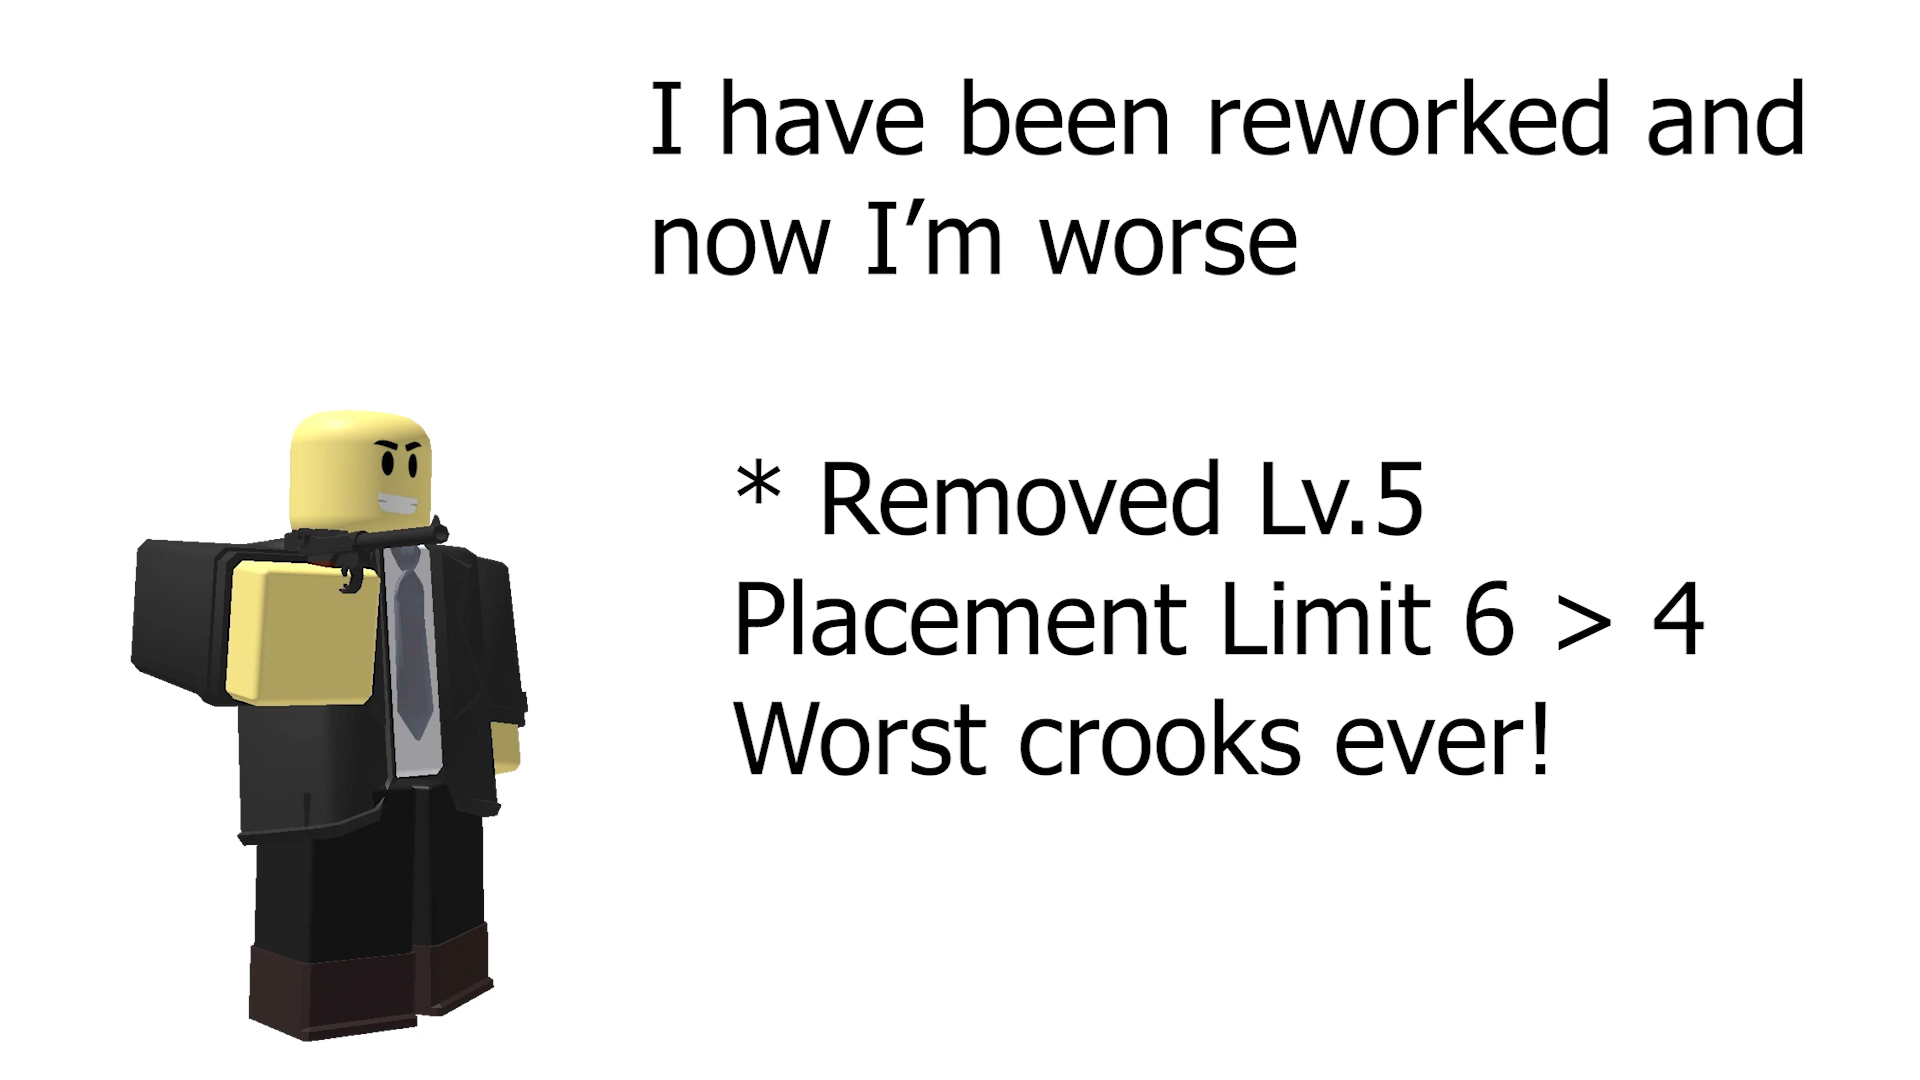 I have been reworked and
now I’m worse
* Removed Lv.5
Placement Limit 6 > 4
Worst crooks ever!